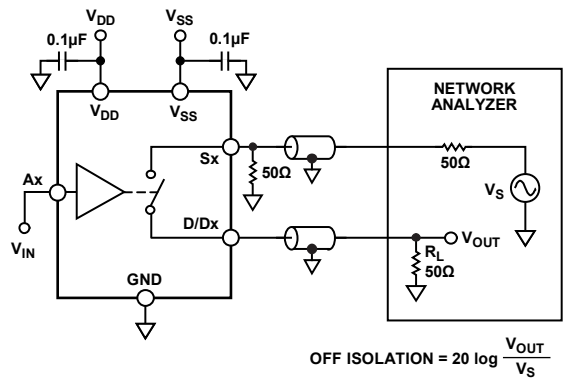 VDD
VSS
0.1µF
0.1µF
VDD
VSS
NETWORK
ANALYZER
Sx
50Ω
50Ω
Ax
VS
D/Dx
VIN
VOUT
RL
50Ω
GND
OFF ISOLATION = 20 log VOUT
VS